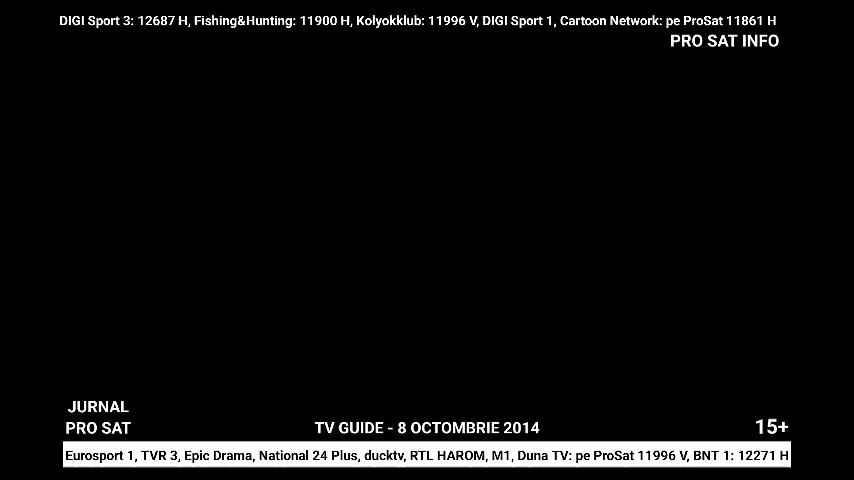 DIGI Sport 3: 12687 H, Fishing&Hunting: 11900 H, Kolyokklub: 11996 V, DIGI Sport 1, Cartoon Network: pe ProSat 11861 H
PRO SAT INFO
JURNAL
PRO SAT
TV GUIDE - 8 OCTOMBRIE 2014
15+
Eurosport 1, TVR 3, Epic Drama, National 24 Plus, ducktv, RTL HAROM, M1, Duna TV: pe ProSat 11996 V, BNT 1: 12271 H